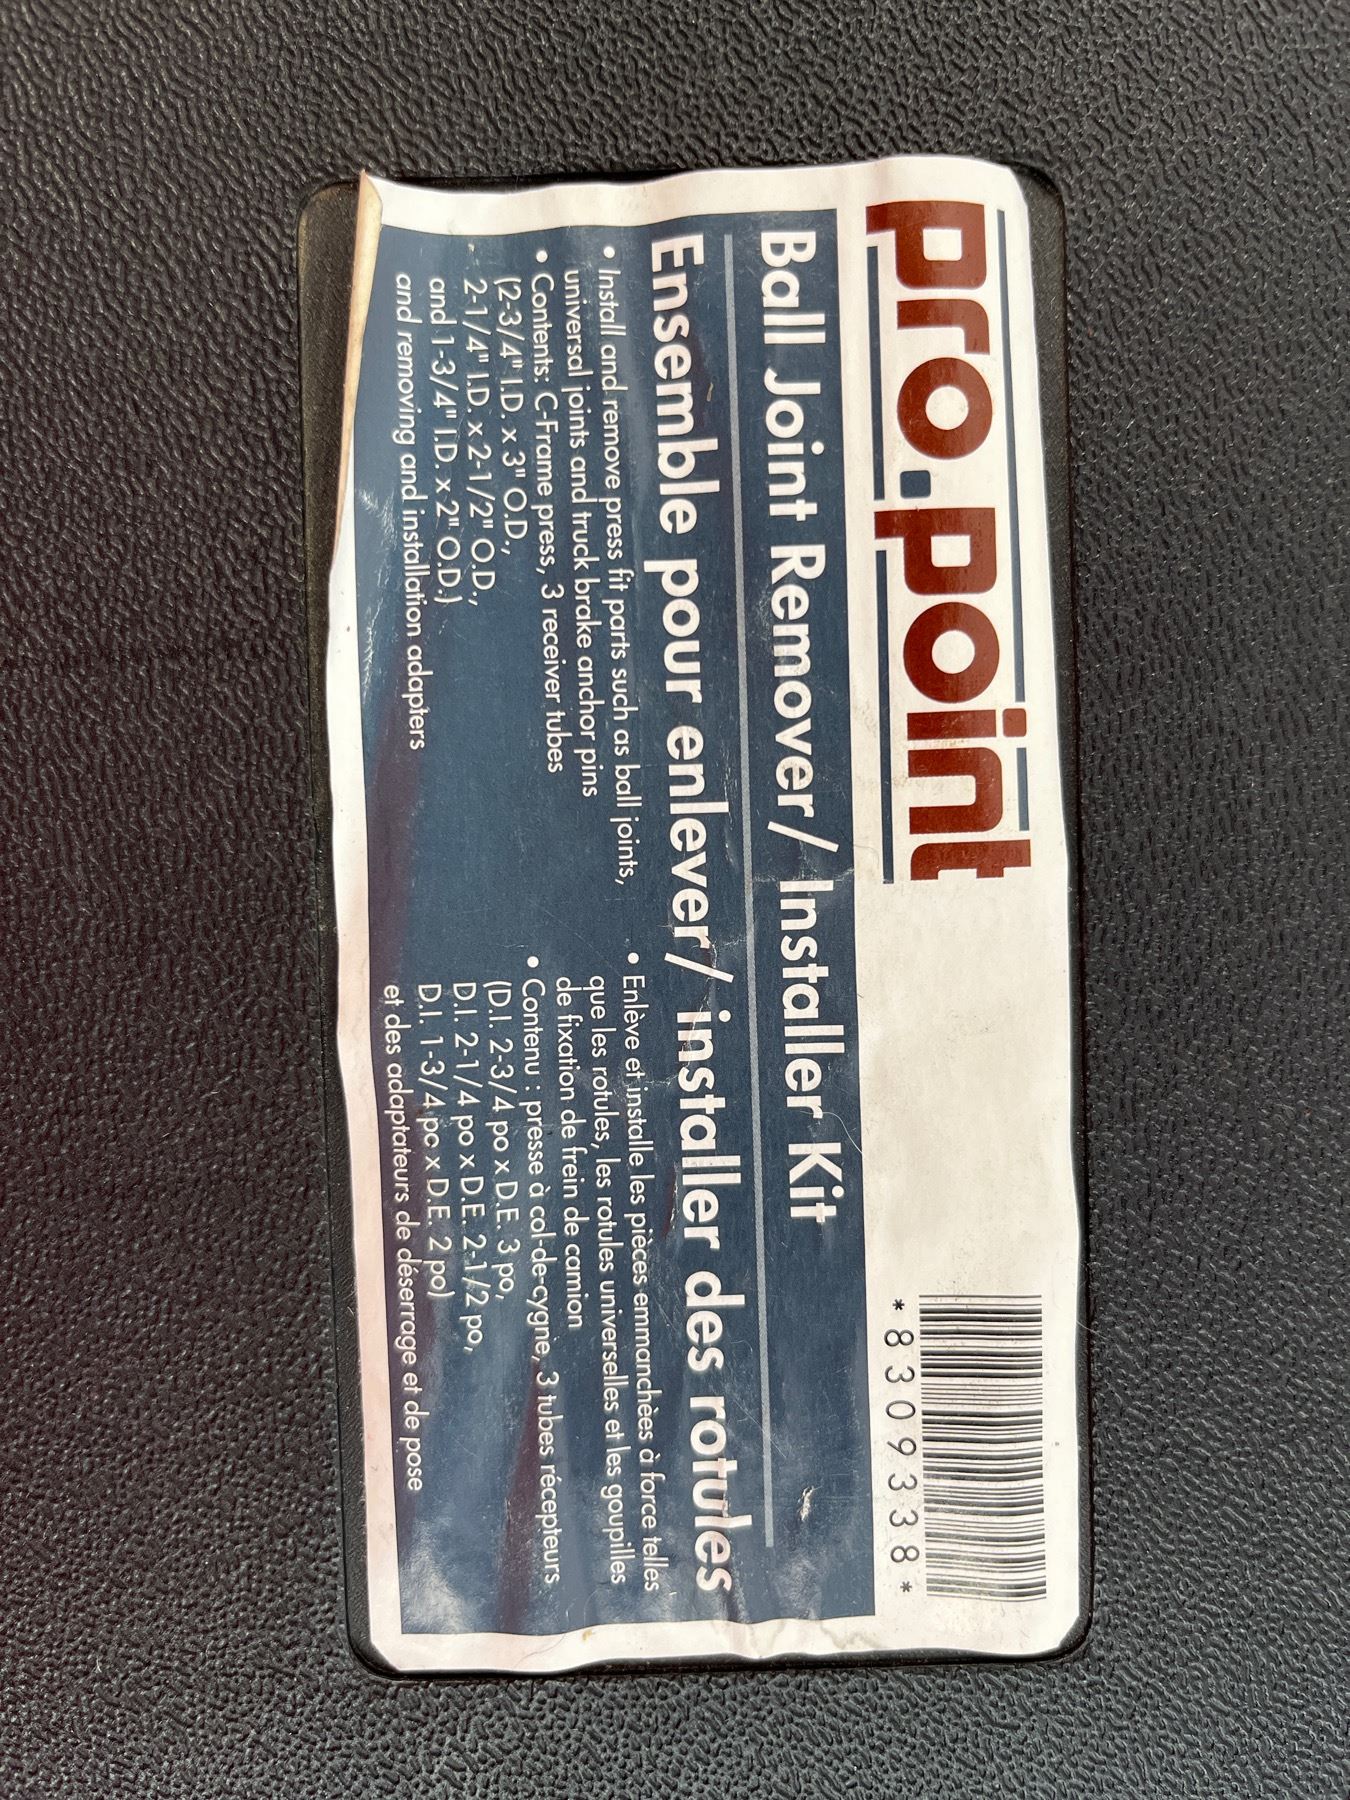 pro.point
*8309338*
Ball Joint Remover/ Installer Kit
Ensemble pour enlever/ installer des rotules
• Install and remove press fit parts such as ball joints,
universal joints and truck brake anchor pins
• Contents: C-Frame press, 3 receiver tubes
(2-3/4" I.D. x 3" O.D.,
2-1/4" I.D. x 2-1/2" O.D.,
and 1-3/4" I.D. x 2" O.D.)
and removing and installation adapters
• Enlève et installe les pièces emmanchées à force telles
que les rotules, les rotules universelles et les goupilles
de fixation de frein de camion
• Contenu : presse à col-de-cygne, 3 tubes récepteurs
(D.I. 2-3/4 po x D.E. 3 po,
D.I. 2-1/4 po x D.E. 2-1/2 po,
D.I. 1-3/4 po x D.E. 2 po)
et des adaptateurs de déserrage et de pose